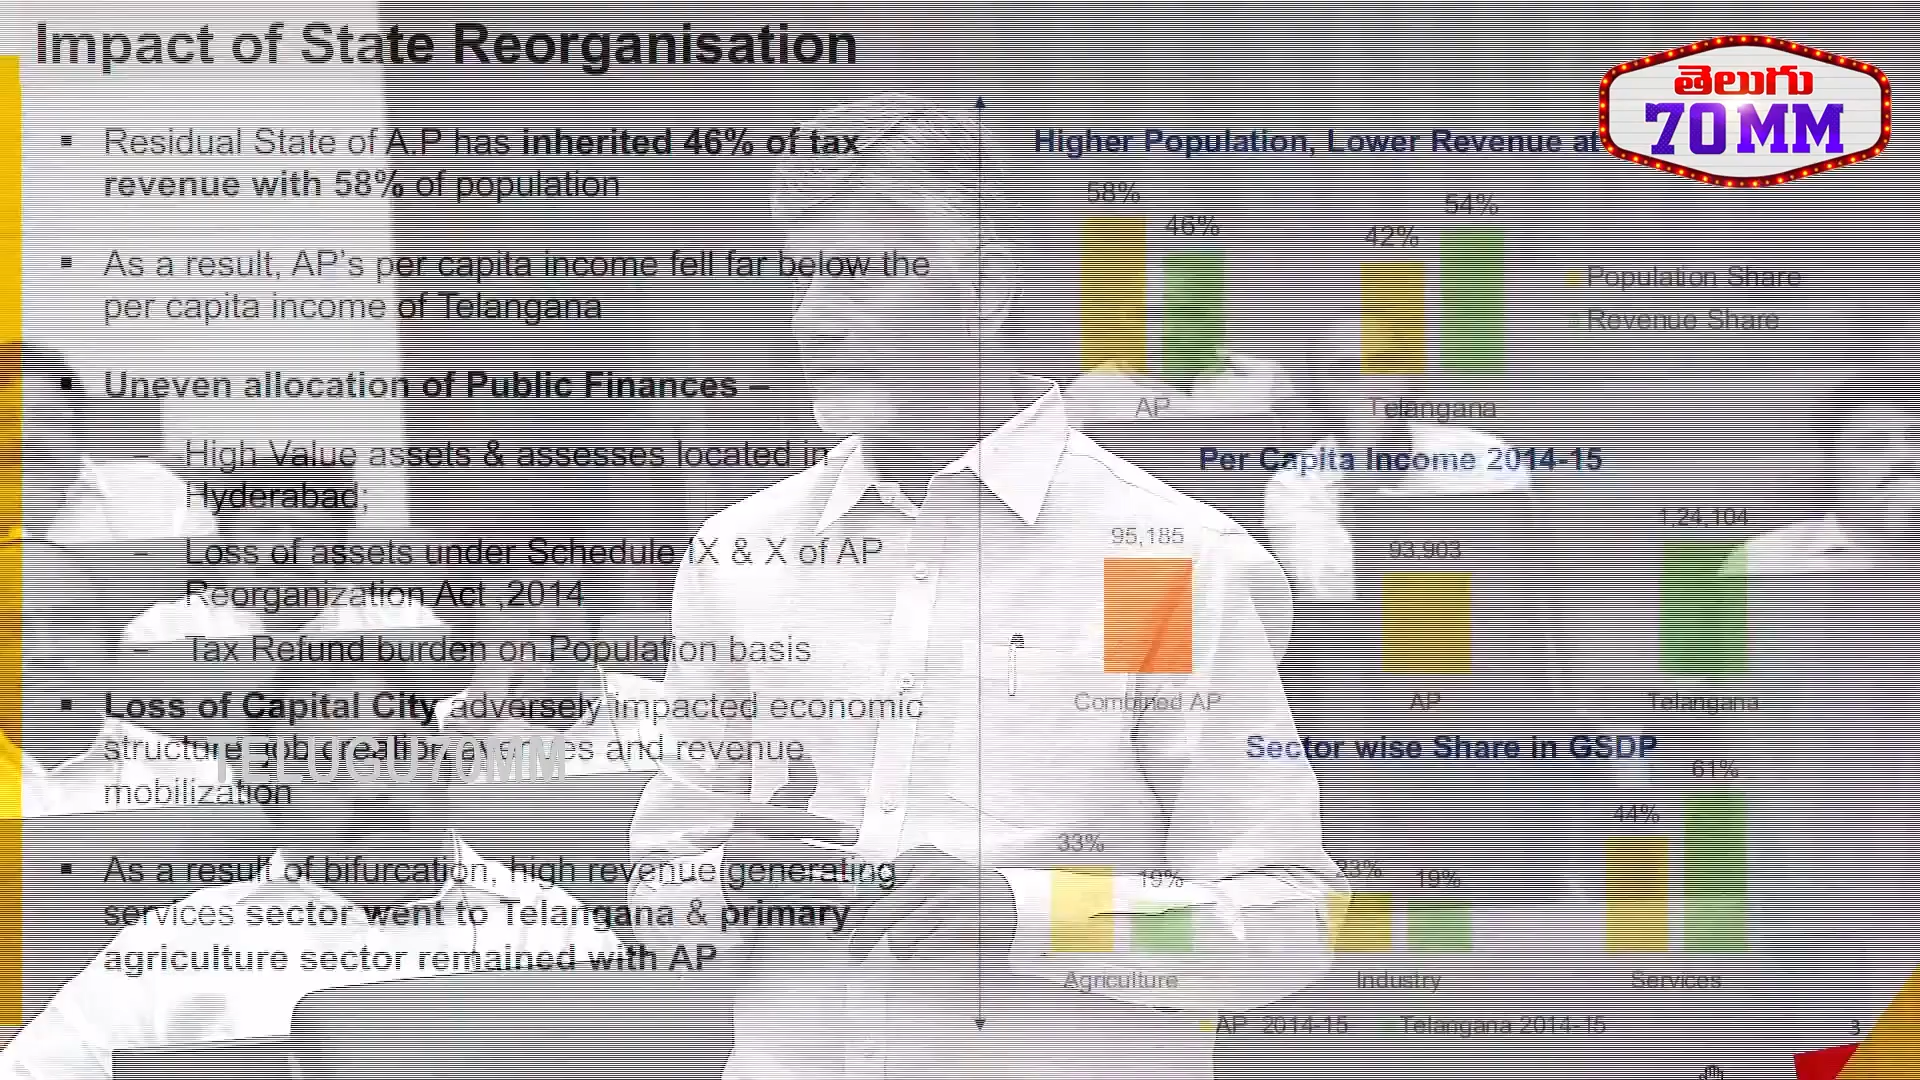 Impact of State Reorganisation
Residual State of A.P has inherited 46% of tax
revenue with 58% of population
As a result, AP's per capita income fell far below the
per capita income of Telangana
Uneven allocation of Public Finances –
– High Value assets & assesses located in
Hyderabad;
– Loss of assets under Schedule IX & X of AP
Reorganization Act ,2014
– Tax Refund burden on Population basis
Loss of Capital City adversely impacted economic
structure, job creation avenues and revenue
mobilization
TELUGU70MM
As a result of bifurcation, high revenue generating
services sector went to Telangana & primary
agriculture sector remained with AP
తెలుగు
70MM
Higher Population, Lower Revenue at
58%
46%
42%
54%
Population Share
Revenue Share
AP
Telangana
Per Capita Income 2014-15
95,185
93,903
1,24,104
Combined AP
AP
Telangana
Sector wise Share in GSDP
33%
19%
23%
19%
44%
61%
Agriculture
Industry
Services
AP 2014-15
Telangana 2014-15
3